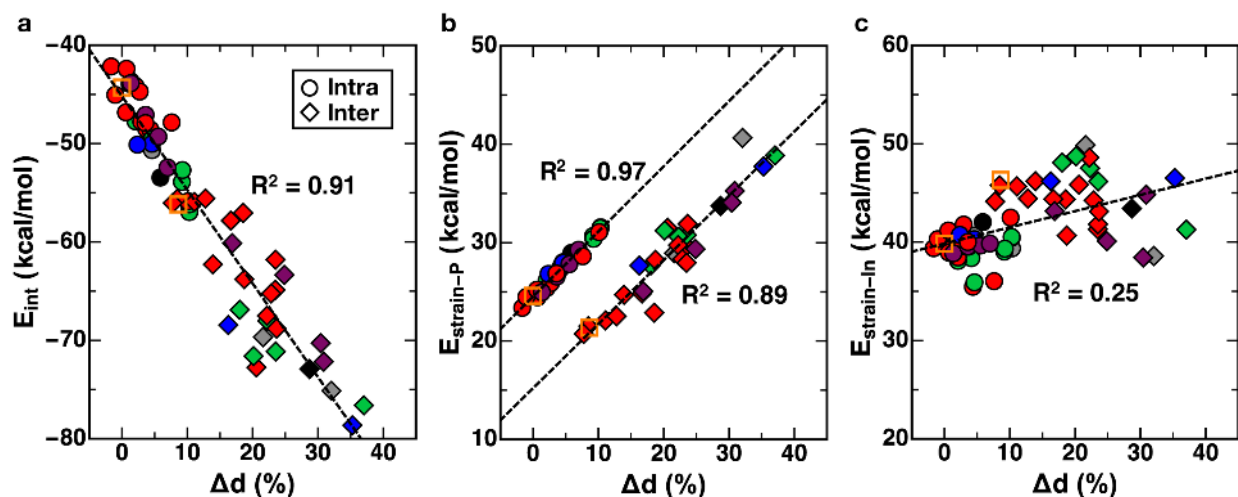 a
E_int (kcal/mol)
−40
−50
−60
−70
−80
Intra
Inter
R² = 0.91
0 10 20 30 40
Δd (%)
b
E_strain−P (kcal/mol)
50
40
30
20
10
R² = 0.97
R² = 0.89
0 10 20 30 40
Δd (%)
c
E_strain−In (kcal/mol)
50
40
30
20
R² = 0.25
0 10 20 30 40
Δd (%)